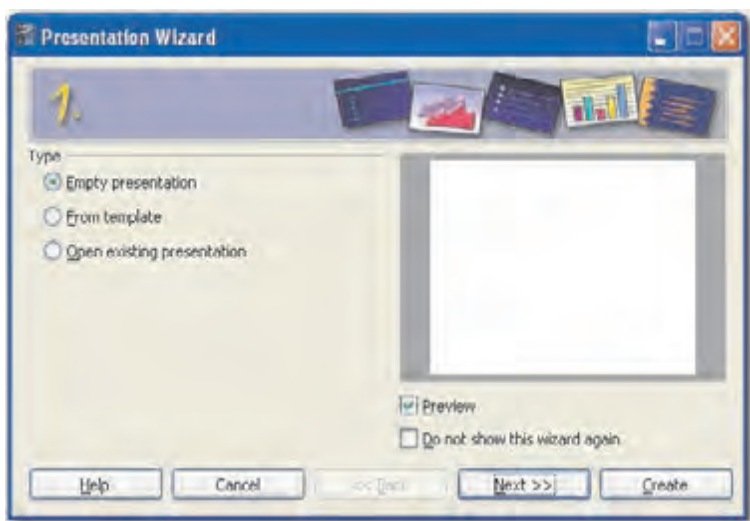 Presentation Wizard
1.
Type
Empty presentation
From template
Open existing presentation
Preview
Do not show this wizard again
Help
Cancel
<< Back
Next >>
Create